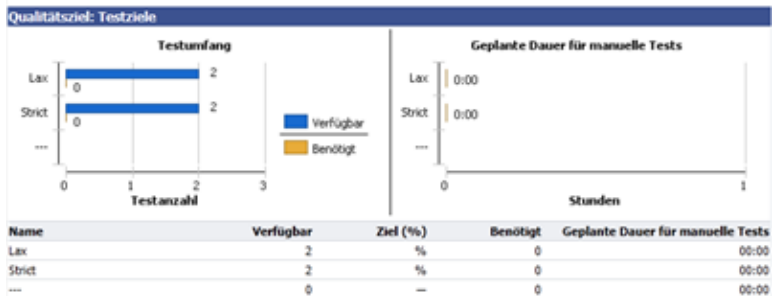 Qualitätsziel: Testziele
Testumfang
Lax
2
0
Strict
2
0
---
0 1 2 3
Testanzahl
Verfügbar
Benötigt
Geplante Dauer für manuelle Tests
Lax
0:00
Strict
0:00
---
0 1
Stunden
Name Verfügbar Ziel (%) Benötigt Geplante Dauer für manuelle Tests
Lax 2 % 0 00:00
Strict 2 % 0 00:00
--- 0 — 0 00:00